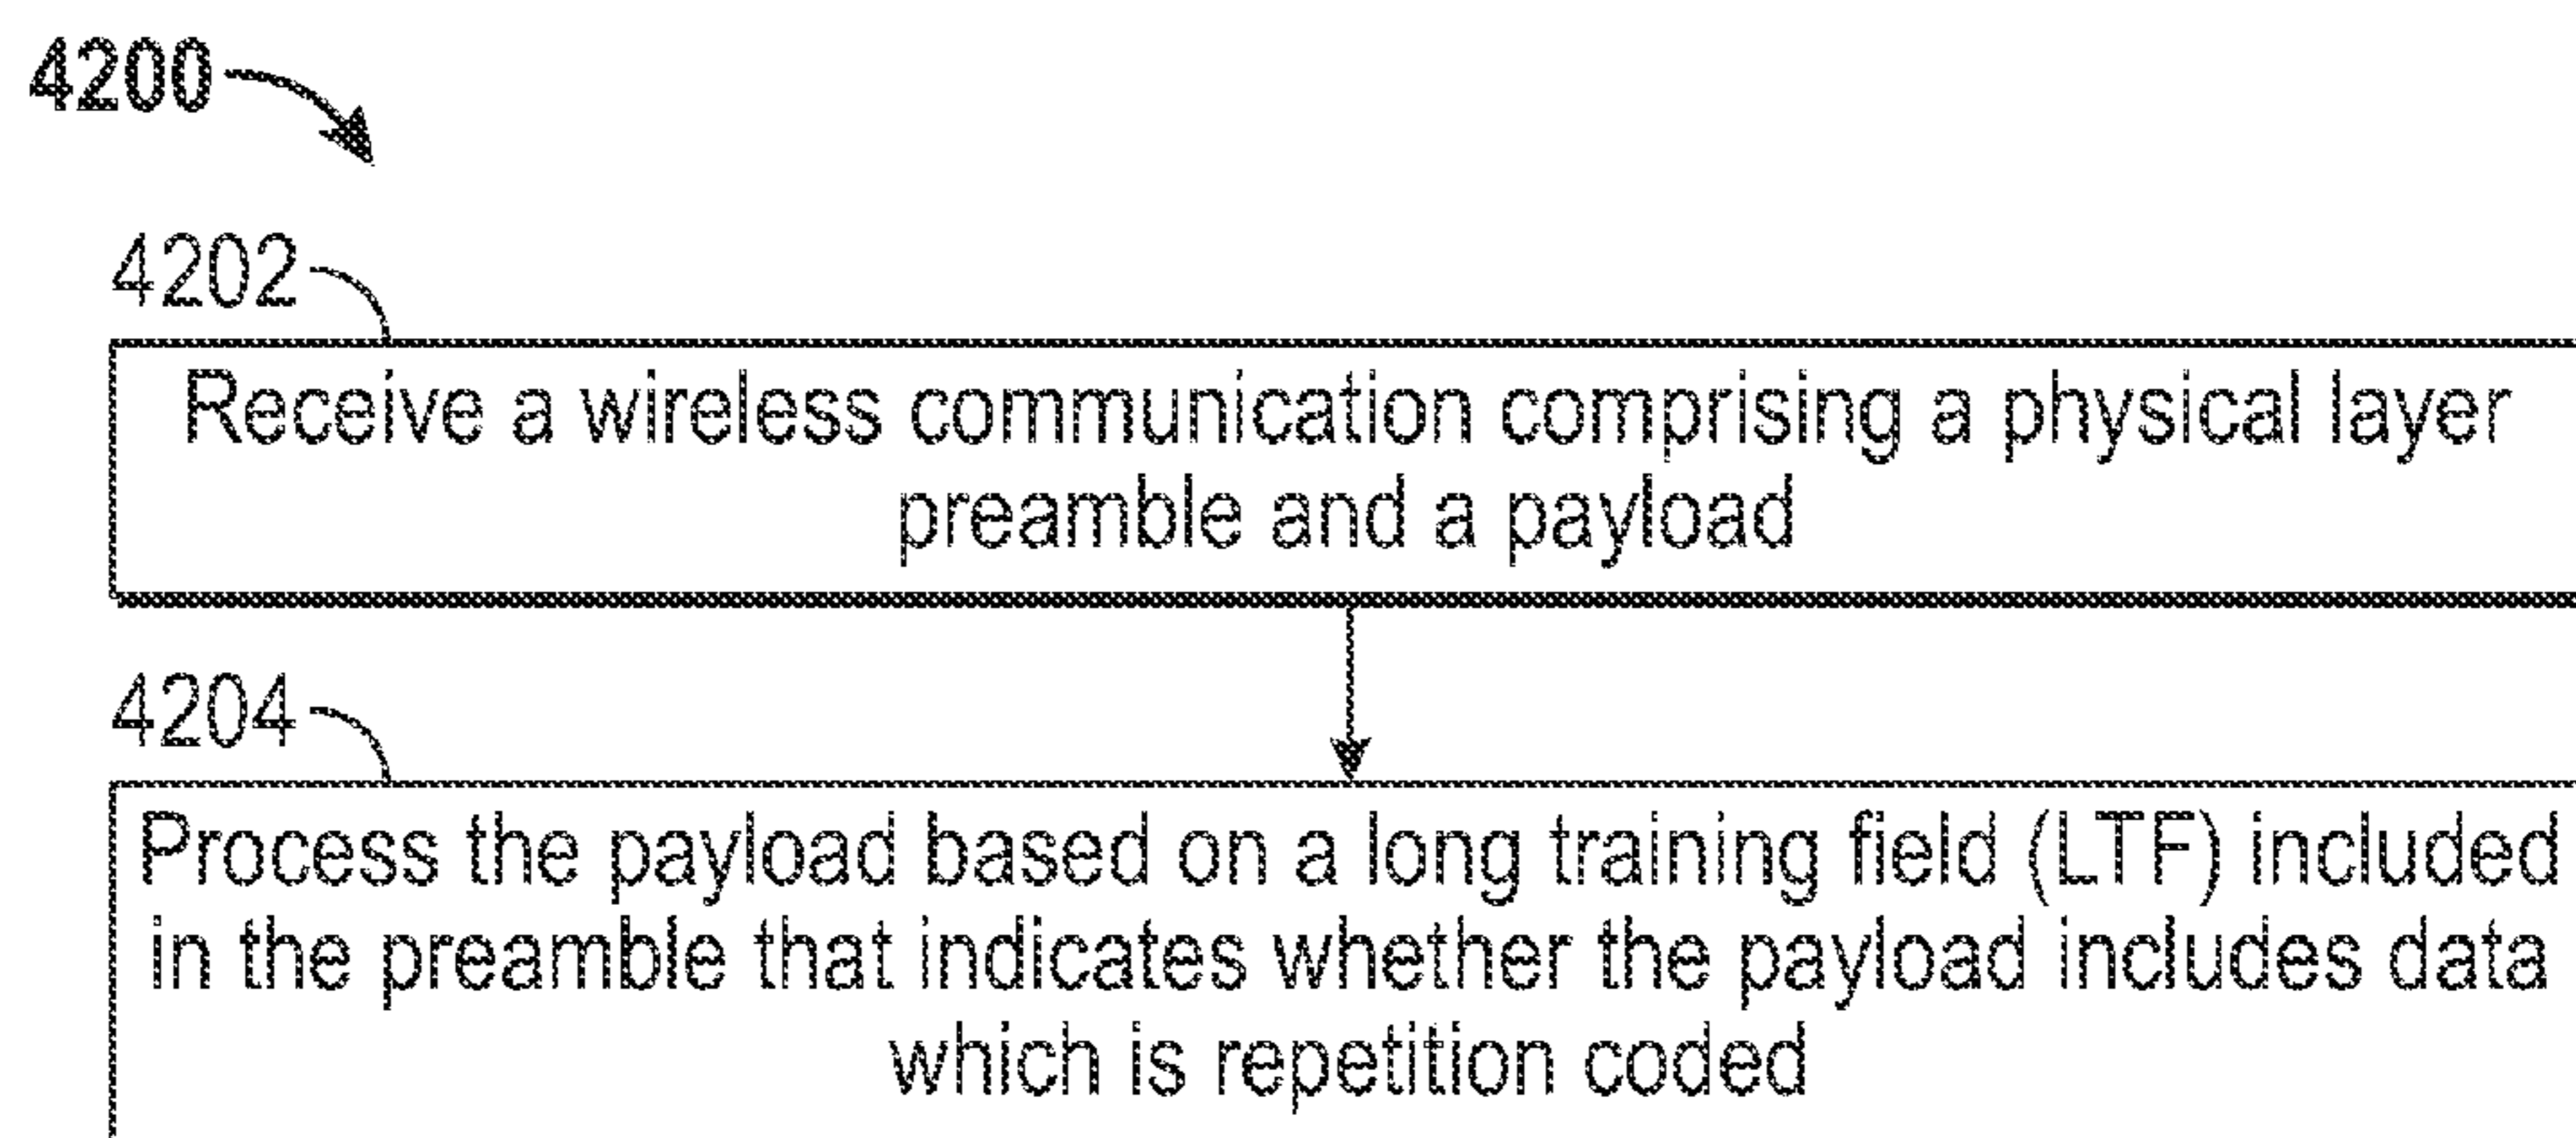 4200
4202
Receive a wireless communication comprising a physical layer
preamble and a payload
4204
Process the payload based on a long training field (LTF) included
in the preamble that indicates whether the payload includes data
which is repetition coded